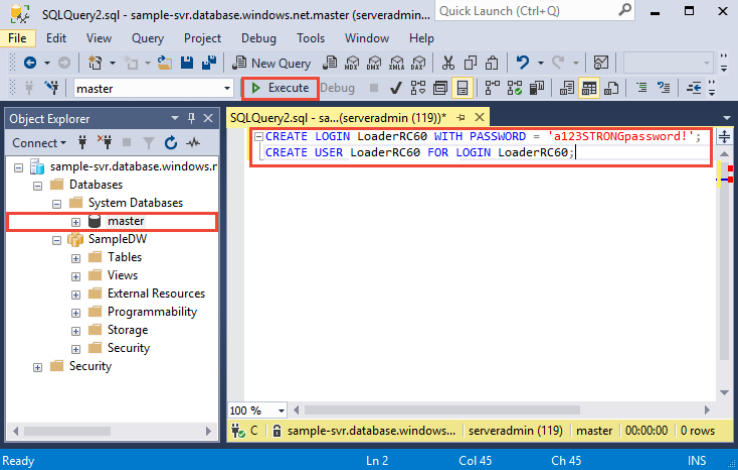 SQLQuery2.sql - sample-svr.database.windows.net.master (serveradmin...
Quick Launch (Ctrl+Q)
File Edit View Query Project Debug Tools Window Help
New Query MDX DMX XMLA DAX
master Execute Debug
Object Explorer
SQLQuery2.sql - sa...(serveradmin (119))*
Connect
CREATE LOGIN LoaderRC60 WITH PASSWORD = 'a123STRONGpassword!';
CREATE USER LoaderRC60 FOR LOGIN LoaderRC60;
sample-svr.database.windows.n
Databases
System Databases
master
SampleDW
Tables
Views
External Resources
Programmability
Storage
Security
Security
100 %
C sample-svr.database.windows... serveradmin (119) master 00:00:00 0 rows
Ready Ln 2 Col 45 Ch 45 INS